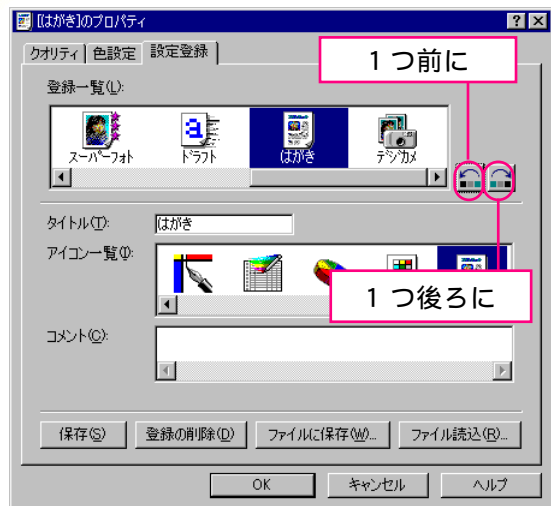 [はがき]のプロパティ
クオリティ 色設定 設定登録
1つ前に
登録一覧(L):
スーパーフォト ドラフト はがき デジカメ
タイトル(T): はがき
アイコン一覧(I):
1つ後ろに
コメント(C):
保存(S) 登録の削除(D) ファイルに保存(W)... ファイル読込(R)...
OK キャンセル ヘルプ